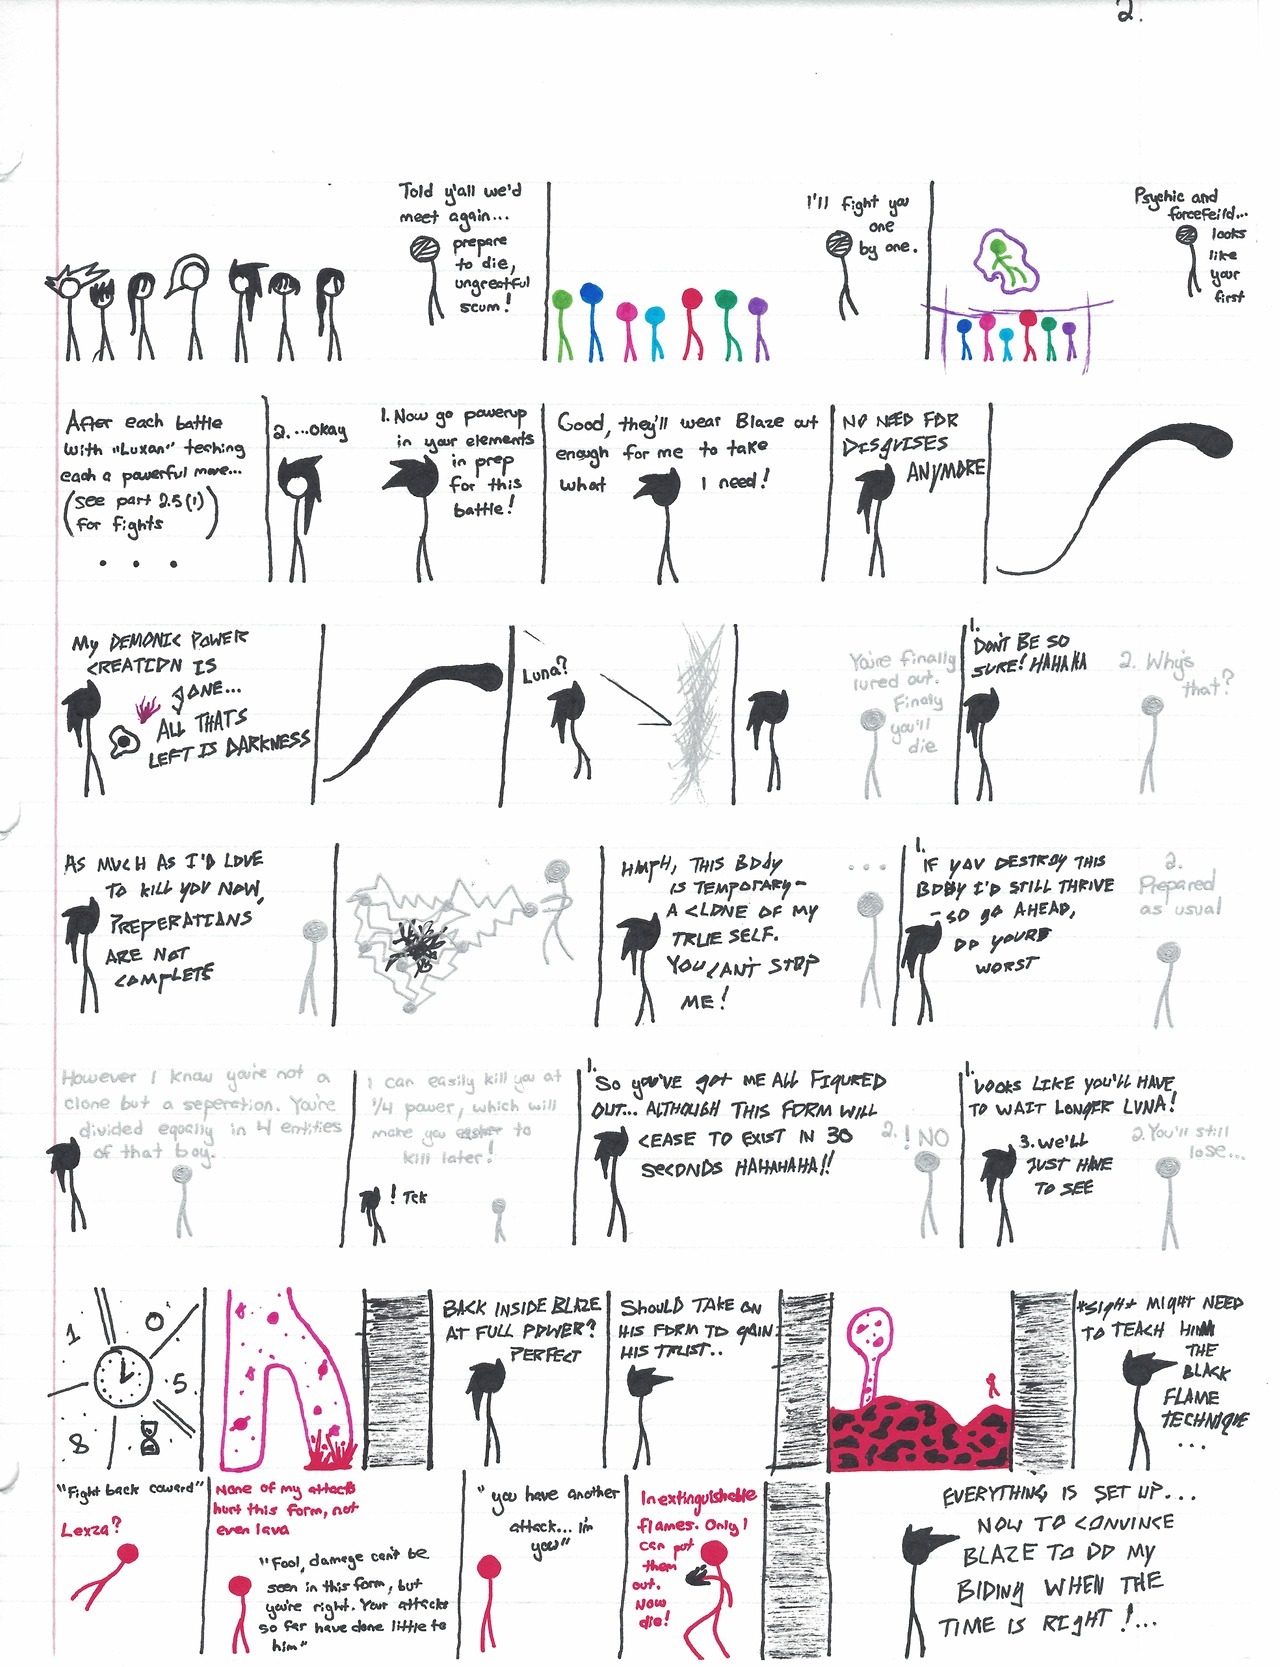 2.
Told y'all we'd
meet again...
prepare
to die,
ungreatful
scum!
I'll fight you
one
by one.
Psychic and
forcefeild...
looks
like
your
first
After each battle
with "Luxan" teching
each a powerful move...
(see part 2.5(1)
for fights)
. . .
2. ...okay
1. Now go powerup
in your elements
in prep
for this
battle!
Good, they'll wear Blaze out
enough for me to take
what I need!
NO NEED FOR
DISGUISES
ANYMORE
My DEMONIC POWER
CREATION IS
GONE...
ALL THATS
LEFT IS DARKNESS
Luna?
You're finally
lured out.
Finaly
you'll
die
1.
DON'T BE SO
SURE! HAHAHA
2. Why's
that?
AS MUCH AS I'D LOVE
TO KILL YOU NOW,
PREPERATIONS
ARE NOT
COMPLETE
HMPH, THIS BODY
IS TEMPORARY-
A CLONE OF MY
TRUE SELF.
YOU CAN'T STOP
ME!
...
1.
IF YOU DESTROY THIS
BODY I'D STILL THRIVE
-SO GO AHEAD,
DO YOURE
WORST
2.
Prepared
as usual
However I know you're not a
clone but a seperation. You're
divided equally in 4 entities
of that boy.
I can easily kill you at
1/4 power, which will
make you easier to
kill later!
! Tck
1.
SO YOU'VE GOT ME ALL FIGURED
OUT... ALTHOUGH THIS FORM WILL
CEASE TO EXIST IN 30
SECONDS HAHAHAHA!!
2. ! NO
1.
LOOKS LIKE YOU'LL HAVE
TO WAIT LONGER LUNA!
2. You'll still
lose...
3. WE'LL
JUST HAVE
TO SEE
1
5
8
BACK INSIDE BLAZE
AT FULL POWER?
PERFECT
SHOULD TAKE ON
HIS FORM TO GAIN
HIS TRUST..
*SIGH* MIGHT NEED
TO TEACH HIM
THE
BLACK
FLAME
TECHNIQUE
...
"Fight back coward"
Lexza?
None of my attacks
hurt this form, not
even lava
"Fool, damage can't be
seen in this form, but
you're right. Your attacks
so far have done little to
him"
"you have another
attack... I'm
you"
Inextinguishable
flames. Only I
can put
them
out.
Now
die!
EVERYTHING IS SET UP...
NOW TO CONVINCE
BLAZE TO DO MY
BIDING WHEN THE
TIME IS RIGHT!...